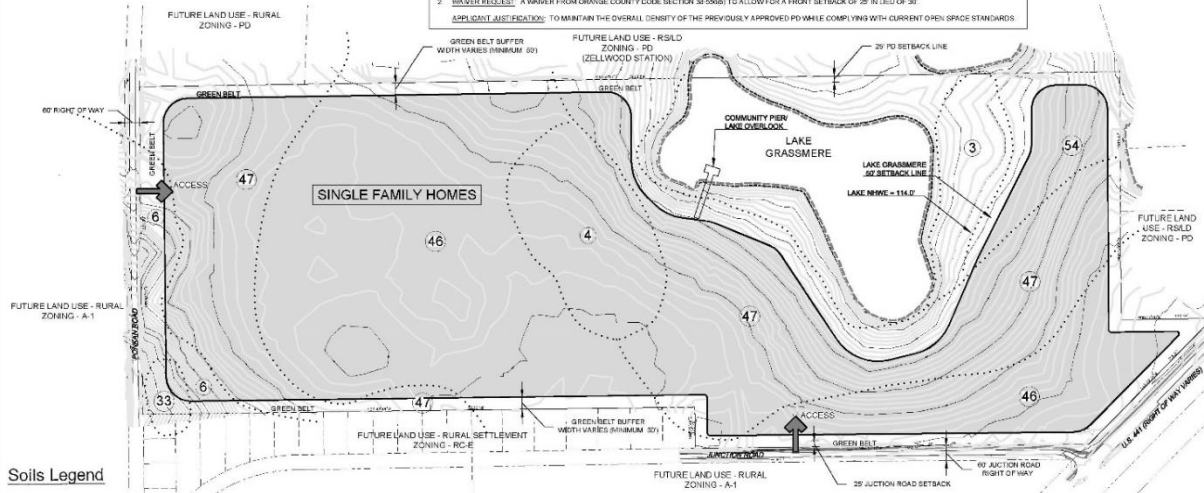 2. WAIVER REQUEST: A WAIVER FROM ORANGE COUNTY CODE SECTION TO ALLOW FOR A FRONT SETBACK OF 25' IN LIEU OF 30'
APPLICANT JUSTIFICATION: TO MAINTAIN THE OVERALL DENSITY OF THE PREVIOUSLY APPROVED PD WHILE COMPLYING WITH CURRENT OPEN SPACE STANDARDS.
FUTURE LAND USE - RURAL
ZONING - PD
GREEN BELT BUFFER
WIDTH VARIES (MINIMUM 50')
FUTURE LAND USE - RS/LD
ZONING - PD
(ZELLWOOD STATION)
25' PD SETBACK LINE
GREEN BELT
GREEN BELT
60' RIGHT OF WAY
GREEN BELT
ACCESS
COMMUNITY PIER/
LAKE OVERLOOK
LAKE
GRASSMERE
3
54
LAKE GRASSMERE
50' SETBACK LINE
LAKE NHWE = 114.0'
47
SINGLE FAMILY HOMES
6
46
4
FUTURE LAND
USE - RS/LD
ZONING - PD
47
47
FUTURE LAND USE - RURAL
ZONING - A-1
PONKAN ROAD
6
33
46
47
GREEN BELT
GREEN BELT BUFFER
WIDTH VARIES (MINIMUM 50')
FUTURE LAND USE - RURAL SETTLEMENT
ZONING - RC-E
ACCESS
GREEN BELT
JUNCTION ROAD
U.S. 441 (RIGHT OF WAY VARIES)
60' JUCTION ROAD
RIGHT OF WAY
25' JUCTION ROAD SETBACK
FUTURE LAND USE - RURAL
ZONING - A-1
Soils Legend